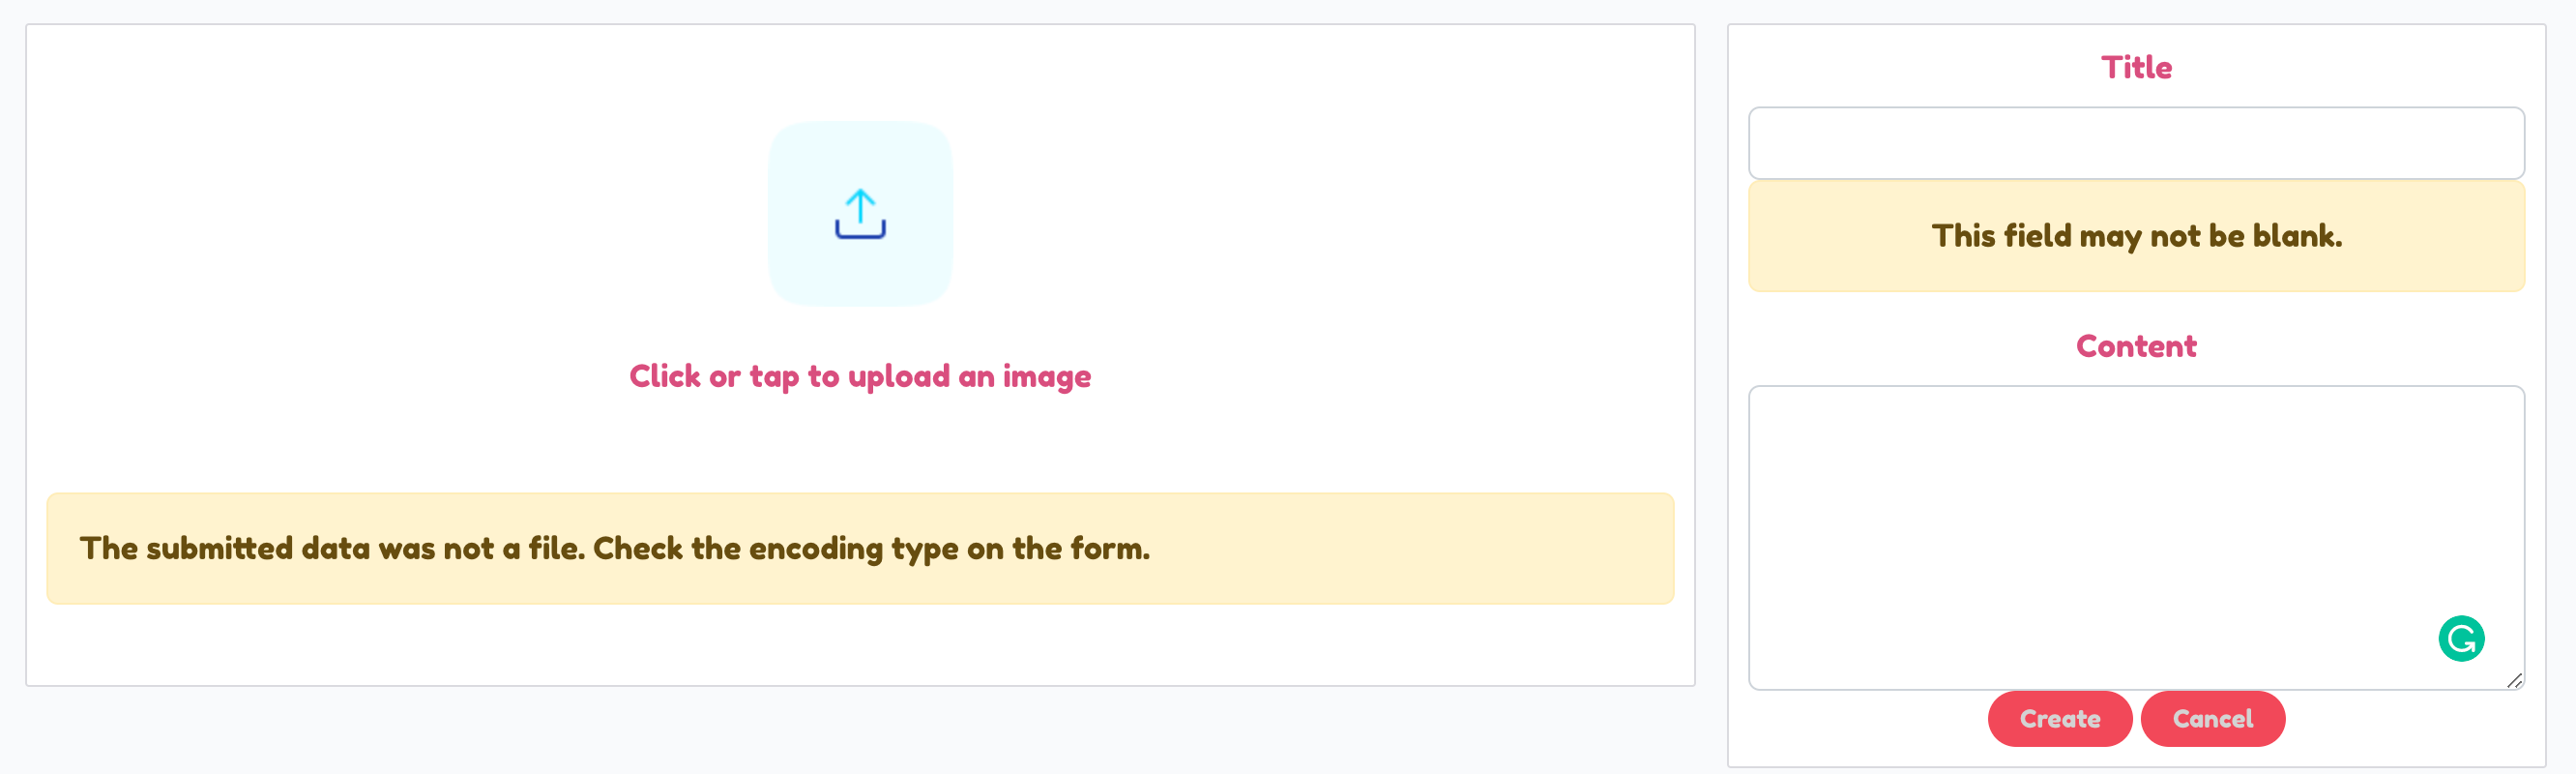 Click or tap to upload an image
The submitted data was not a file. Check the encoding type on the form.
Title
This field may not be blank.
Content
Create
Cancel